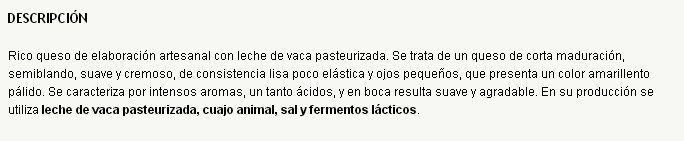 DESCRIPCIÓN
Rico queso de elaboración artesanal con leche de vaca pasteurizada. Se trata de un queso de corta maduración,
semiblando, suave y cremoso, de consistencia lisa poco elástica y ojos pequeños, que presenta un color amarillento
pálido. Se caracteriza por intensos aromas, un tanto ácidos, y en boca resulta suave y agradable. En su producción se
utiliza leche de vaca pasteurizada, cuajo animal, sal y fermentos lácticos.